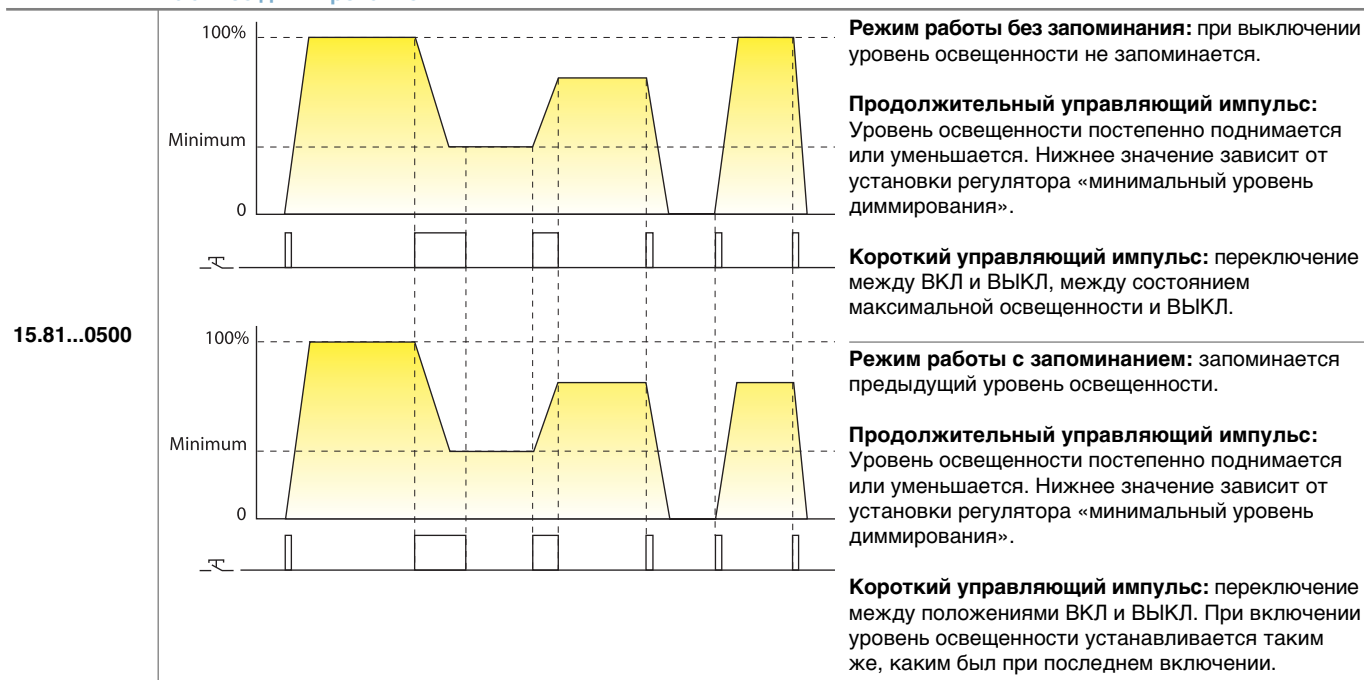 15.81...0500
100%
Minimum
0
Режим работы без запоминания: при выключении
уровень освещенности не запоминается.
Продолжительный управляющий импульс:
Уровень освещенности постепенно поднимается
или уменьшается. Нижнее значение зависит от
установки регулятора «минимальный уровень
диммирования».
Короткий управляющий импульс: переключение
между ВКЛ и ВЫКЛ, между состоянием
максимальной освещенности и ВЫКЛ.
100%
Minimum
0
Режим работы с запоминанием: запоминается
предыдущий уровень освещенности.
Продолжительный управляющий импульс:
Уровень освещенности постепенно поднимается
или уменьшается. Нижнее значение зависит от
установки регулятора «минимальный уровень
диммирования».
Короткий управляющий импульс: переключение
между положениями ВКЛ и ВЫКЛ. При включении
уровень освещенности устанавливается таким
же, каким был при последнем включении.